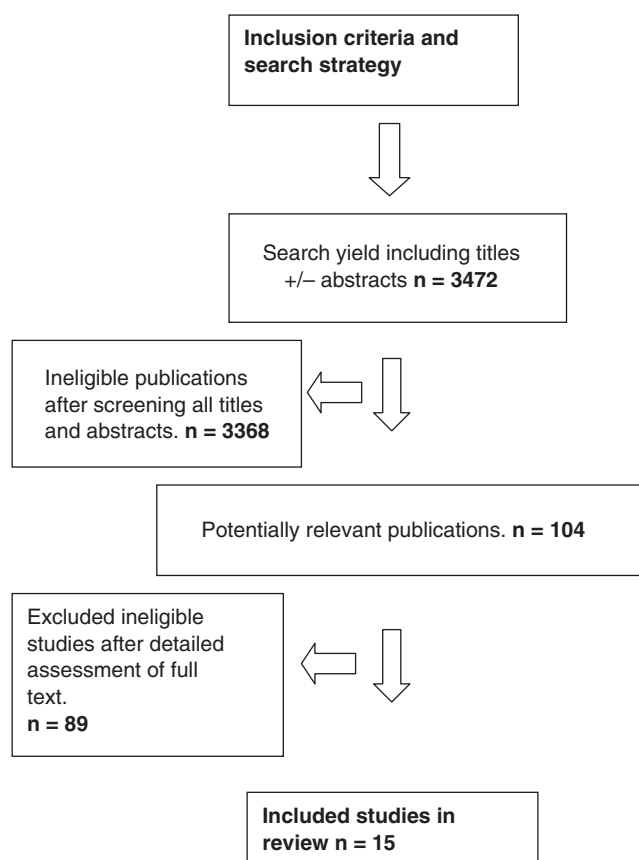 Inclusion criteria and
search strategy
Search yield including titles
+/– abstracts n = 3472
Ineligible publications
after screening all titles
and abstracts. n = 3368
Potentially relevant publications. n = 104
Excluded ineligible
studies after detailed
assessment of full
text.
n = 89
Included studies in
review n = 15